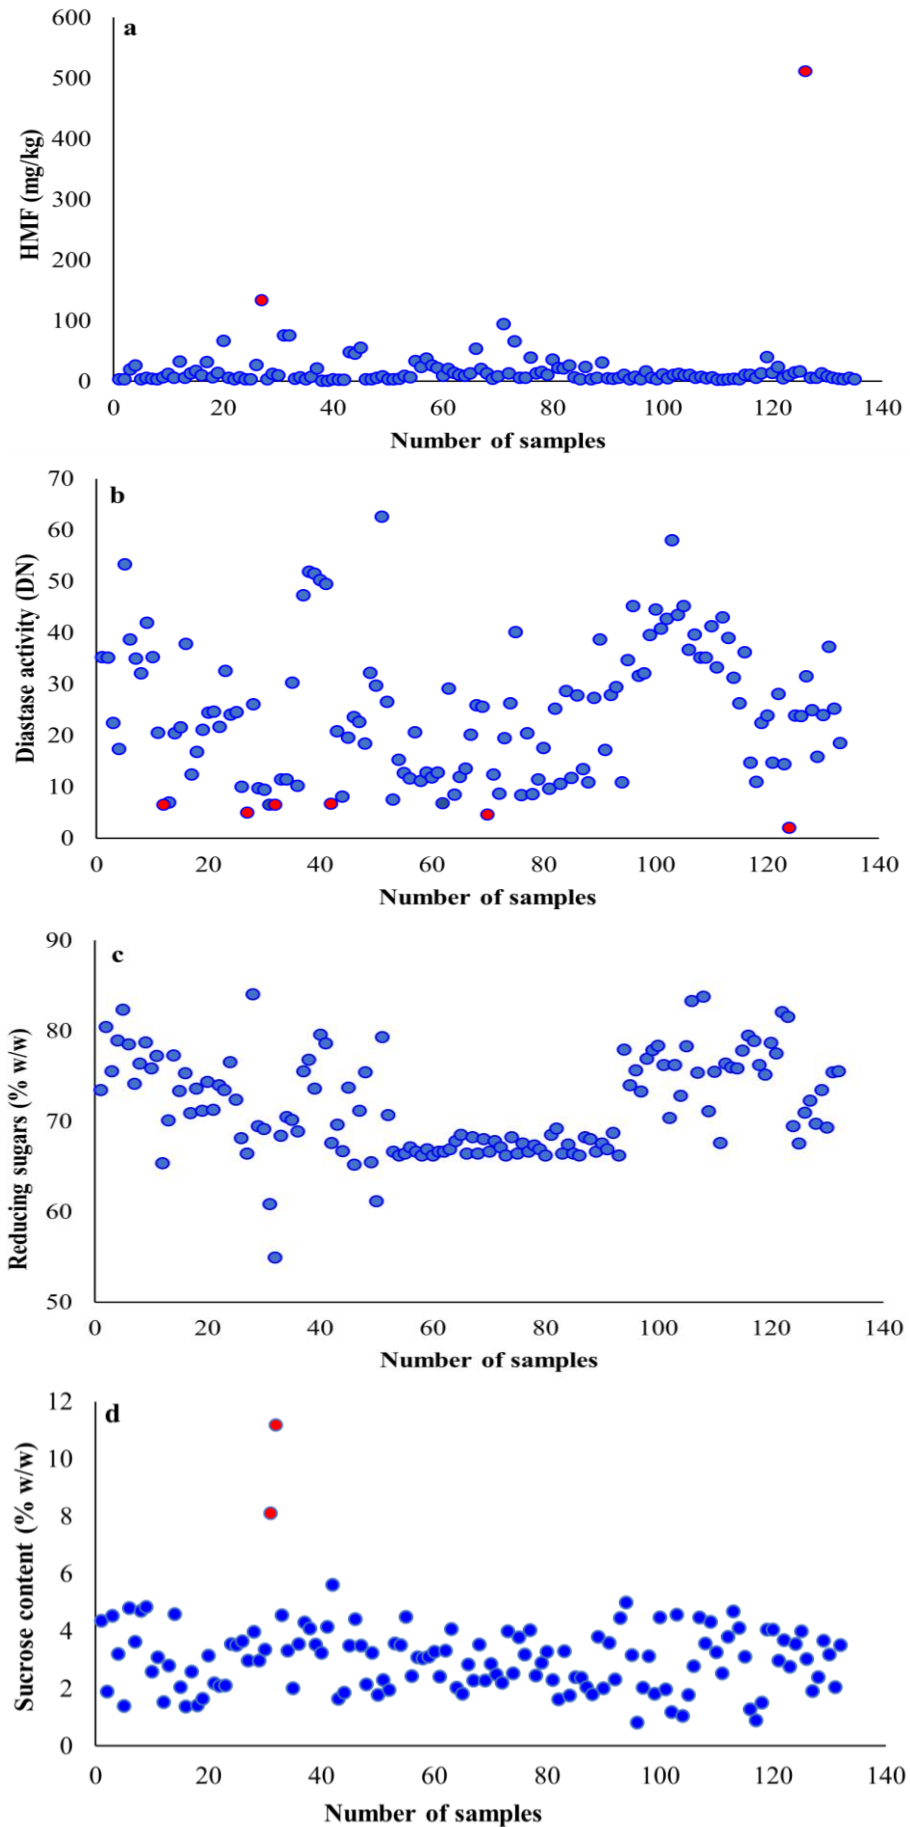 a
600
500
400
300
200
100
0
HMF (mg/kg)
0 20 40 60 80 100 120 140
Number of samples
b
70
60
50
40
30
20
10
0
Diastase activity (DN)
0 20 40 60 80 100 120 140
Number of samples
c
90
80
70
60
50
Reducing sugars (% w/w)
0 20 40 60 80 100 120 140
Number of samples
d
12
10
8
6
4
2
0
Sucrose content (% w/w)
0 20 40 60 80 100 120 140
Number of samples